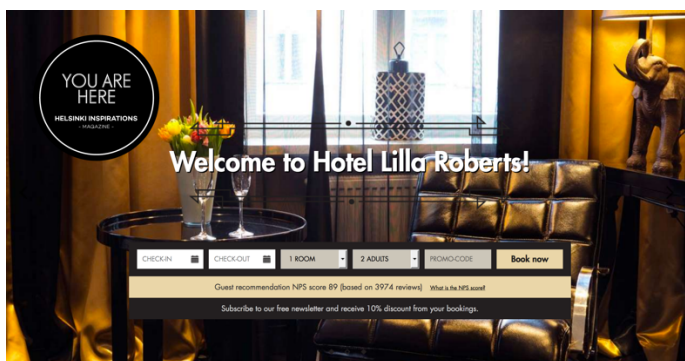 YOU ARE
HERE
HELSINKI INSPIRATIONS
- MAGAZINE -
Welcome to Hotel Lilla Roberts!
CHECK-IN
CHECK-OUT
1 ROOM
2 ADULTS
PROMO-CODE
Book now
Guest recommendation NPS score 89 (based on 3974 reviews) What is the NPS score?
Subscribe to our free newsletter and receive 10% discount from your bookings.